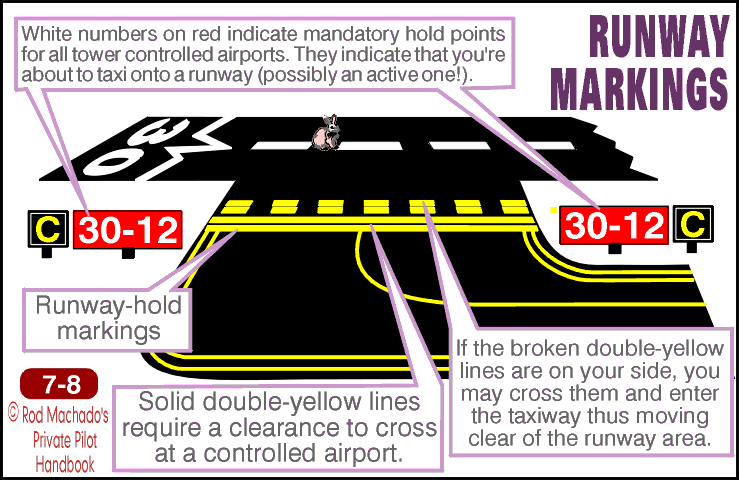 White numbers on red indicate mandatory hold points
for all tower controlled airports. They indicate that you're
about to taxi onto a runway (possibly an active one!).
RUNWAY
MARKINGS
30
C
30-12
30-12
C
Runway-hold
markings
Solid double-yellow lines
require a clearance to cross
at a controlled airport.
If the broken double-yellow
lines are on your side, you
may cross them and enter
the taxiway thus moving
clear of the runway area.
7-8
© Rod Machado's
Private Pilot
Handbook